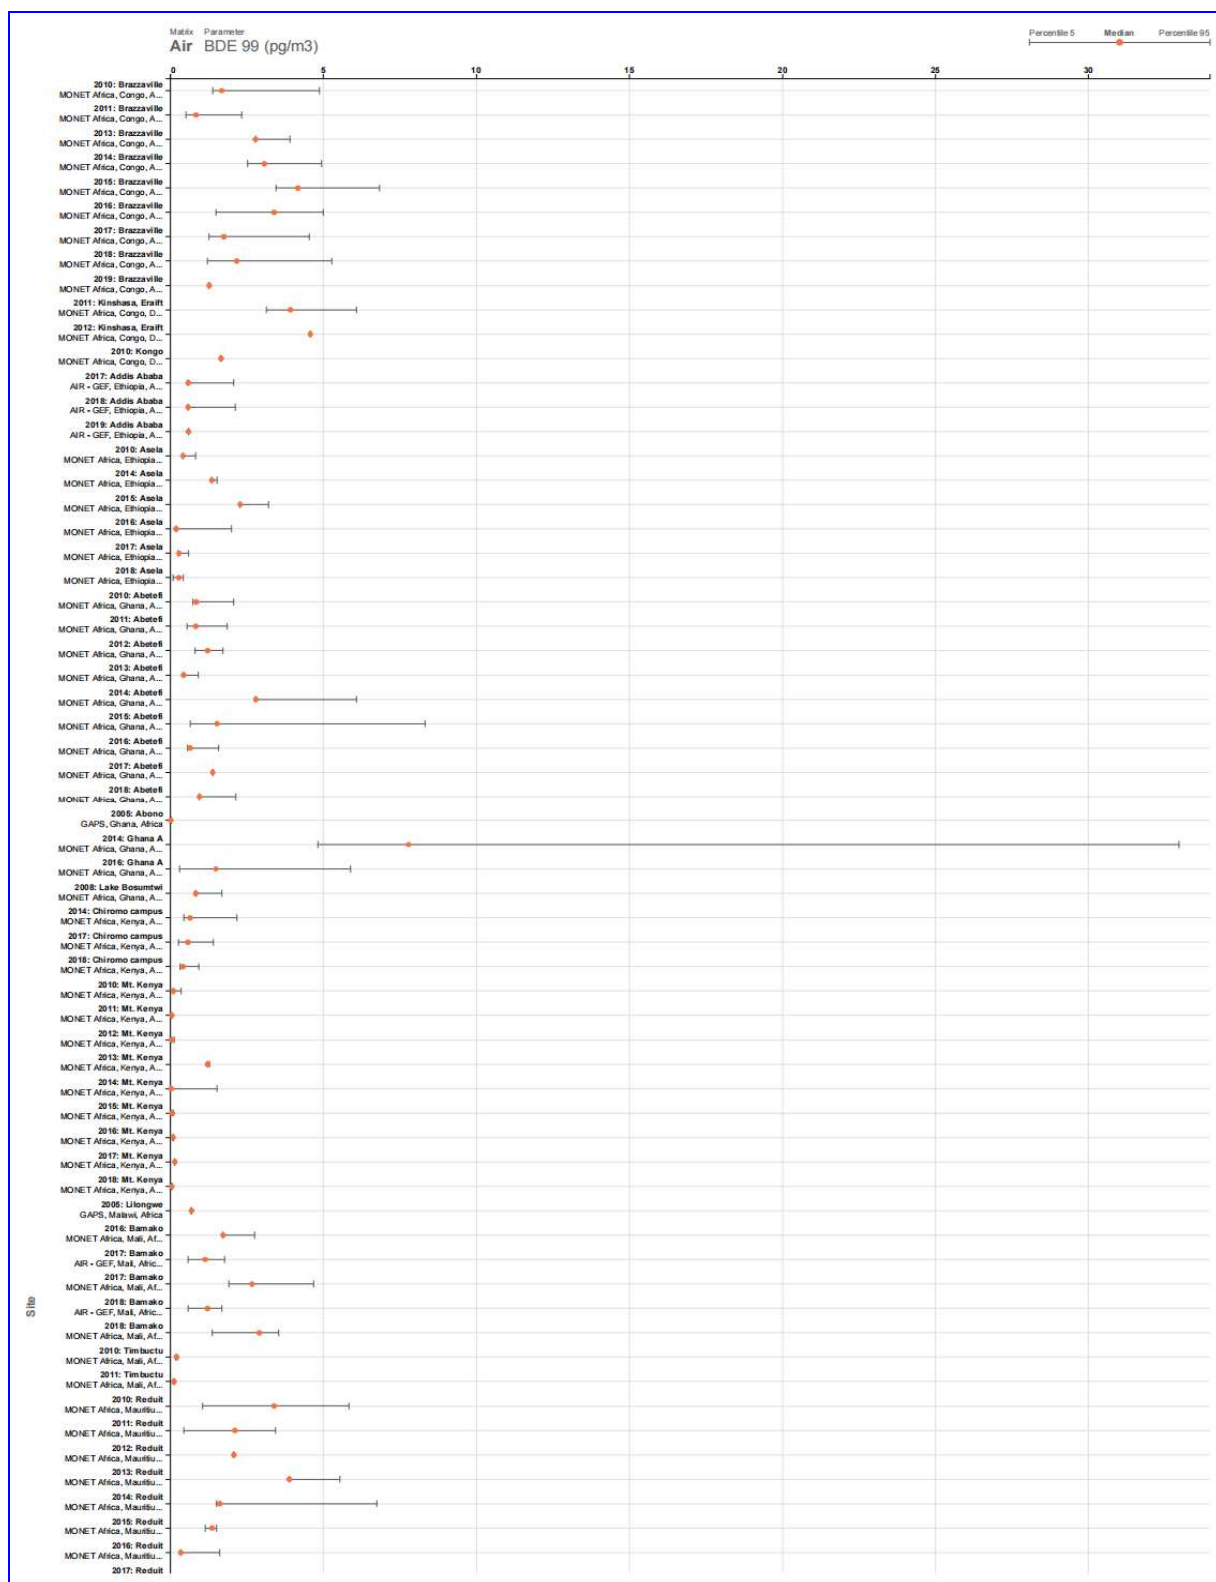 Matrix Parameter
Air BDE 99 (pg/m3)
Percentile 5 Median Percentile 95
0 5 10 15 20 25 30
2010: Brazzaville
MONET Africa, Congo, A...
2011: Brazzaville
MONET Africa, Congo, A...
2013: Brazzaville
MONET Africa, Congo, A...
2014: Brazzaville
MONET Africa, Congo, A...
2015: Brazzaville
MONET Africa, Congo, A...
2016: Brazzaville
MONET Africa, Congo, A...
2017: Brazzaville
MONET Africa, Congo, A...
2018: Brazzaville
MONET Africa, Congo, A...
2019: Brazzaville
MONET Africa, Congo, A...
2011: Kinshasa, Eraift
MONET Africa, Congo, D...
2012: Kinshasa, Eraift
MONET Africa, Congo, D...
2010: Kongo
MONET Africa, Congo, D...
2017: Addis Ababa
AIR - GEF, Ethiopia, A...
2018: Addis Ababa
AIR - GEF, Ethiopia, A...
2019: Addis Ababa
AIR - GEF, Ethiopia, A...
2010: Asela
MONET Africa, Ethiopia...
2014: Asela
MONET Africa, Ethiopia...
2015: Asela
MONET Africa, Ethiopia...
2016: Asela
MONET Africa, Ethiopia...
2017: Asela
MONET Africa, Ethiopia...
2018: Asela
MONET Africa, Ethiopia...
2010: Abetefi
MONET Africa, Ghana, A...
2011: Abetefi
MONET Africa, Ghana, A...
2012: Abetefi
MONET Africa, Ghana, A...
2013: Abetefi
MONET Africa, Ghana, A...
2014: Abetefi
MONET Africa, Ghana, A...
2015: Abetefi
MONET Africa, Ghana, A...
2016: Abetefi
MONET Africa, Ghana, A...
2017: Abetefi
MONET Africa, Ghana, A...
2018: Abetefi
MONET Africa, Ghana, A...
2005: Abono
GAPS, Ghana, Africa
2014: Ghana A
MONET Africa, Ghana, A...
2016: Ghana A
MONET Africa, Ghana, A...
2008: Lake Bosumtwi
MONET Africa, Ghana, A...
2014: Chiromo campus
MONET Africa, Kenya, A...
2017: Chiromo campus
MONET Africa, Kenya, A...
2018: Chiromo campus
MONET Africa, Kenya, A...
2010: Mt. Kenya
MONET Africa, Kenya, A...
2011: Mt. Kenya
MONET Africa, Kenya, A...
2012: Mt. Kenya
MONET Africa, Kenya, A...
2013: Mt. Kenya
MONET Africa, Kenya, A...
2014: Mt. Kenya
MONET Africa, Kenya, A...
2015: Mt. Kenya
MONET Africa, Kenya, A...
2016: Mt. Kenya
MONET Africa, Kenya, A...
2017: Mt. Kenya
MONET Africa, Kenya, A...
2018: Mt. Kenya
MONET Africa, Kenya, A...
2005: Lilongwe
GAPS, Malawi, Africa
2016: Bamako
MONET Africa, Mali, Af...
2017: Bamako
AIR - GEF, Mali, Afric...
2017: Bamako
MONET Africa, Mali, Af...
2018: Bamako
AIR - GEF, Mali, Afric...
2018: Bamako
MONET Africa, Mali, Af...
2010: Timbuctu
MONET Africa, Mali, Af...
2011: Timbuctu
MONET Africa, Mali, Af...
2010: Reduit
MONET Africa, Mauritiu...
2011: Reduit
MONET Africa, Mauritiu...
2012: Reduit
MONET Africa, Mauritiu...
2013: Reduit
MONET Africa, Mauritiu...
2014: Reduit
MONET Africa, Mauritiu...
2015: Reduit
MONET Africa, Mauritiu...
2016: Reduit
MONET Africa, Mauritiu...
2017: Reduit
Site